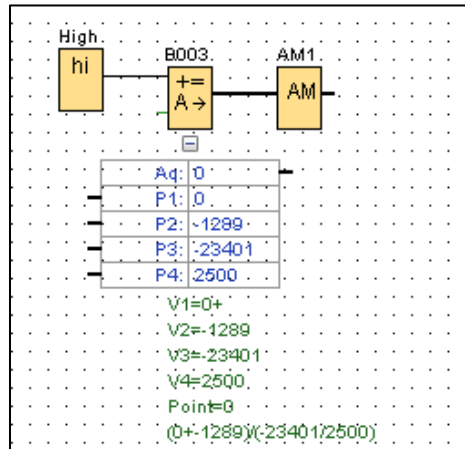 High
hi
B003
+=
A→
AM1
AM
Aq: 0
P1: 0
P2: -1289
P3: -23401
P4: 2500
V1=0+
V2=-1289
V3=-23401
V4=2500
Point=0
(0+-1289)/(-23401/2500)